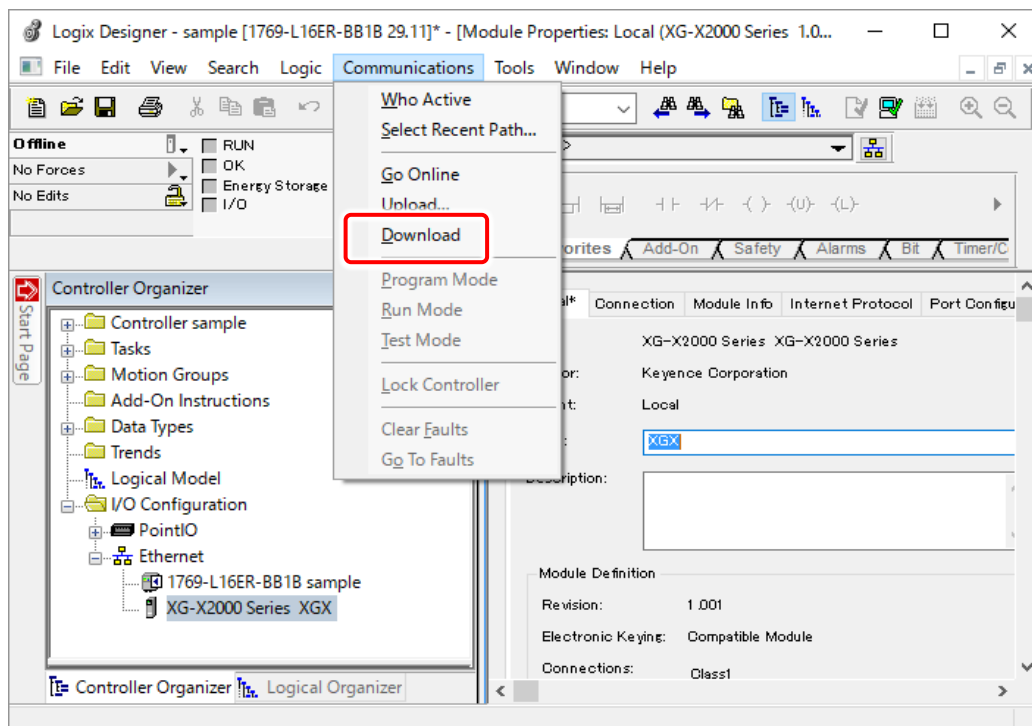 Logix Designer - sample [1769-L16ER-BB1B 29.11]* - [Module Properties: Local (XG-X2000 Series 1.0...
File Edit View Search Logic Communications Tools Window Help
Who Active
Select Recent Path...
Go Online
Upload...
Download
Program Mode
Run Mode
Test Mode
Lock Controller
Clear Faults
Go To Faults
Offline
No Forces
No Edits
RUN
OK
Energy Storage
I/O
Add-On Safety Alarms Bit
Start Page
Controller Organizer
Controller sample
Tasks
Motion Groups
Add-On Instructions
Data Types
Trends
Logical Model
I/O Configuration
PointIO
Ethernet
1769-L16ER-BB1B sample
XG-X2000 Series XGX
Controller Organizer Logical Organizer
Connection Module Info Internet Protocol
XG-X2000 Series XG-X2000 Series
Keyence Corporation
Local
XGX
Module Definition
Revision: 1.001
Electronic Keying: Compatible Module
Connections: Class1